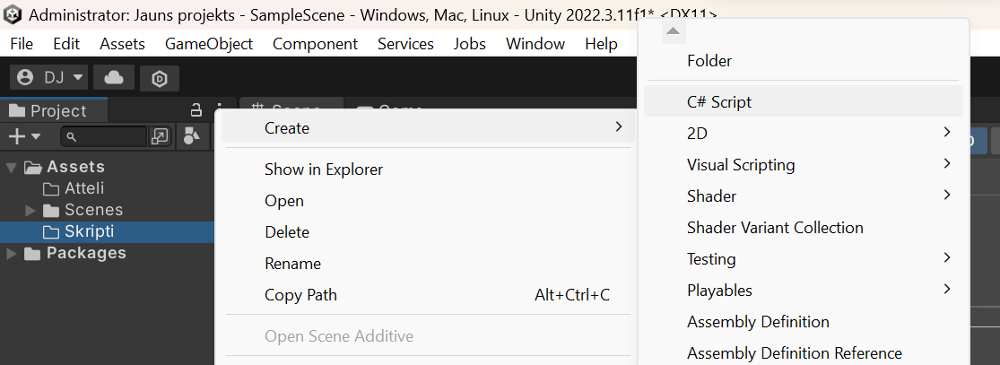 Administrator: Jauns projekts - SampleScene - Windows, Mac, Linux - Unity 2022.3.11f1* <DX11>
File Edit Assets GameObject Component Services Jobs Window Help
DJ
Project
Assets
Atteli
Scenes
Skripti
Packages
Create
Show in Explorer
Open
Delete
Rename
Copy Path Alt+Ctrl+C
Open Scene Additive
Folder
C# Script
2D
Visual Scripting
Shader
Shader Variant Collection
Testing
Playables
Assembly Definition
Assembly Definition Reference